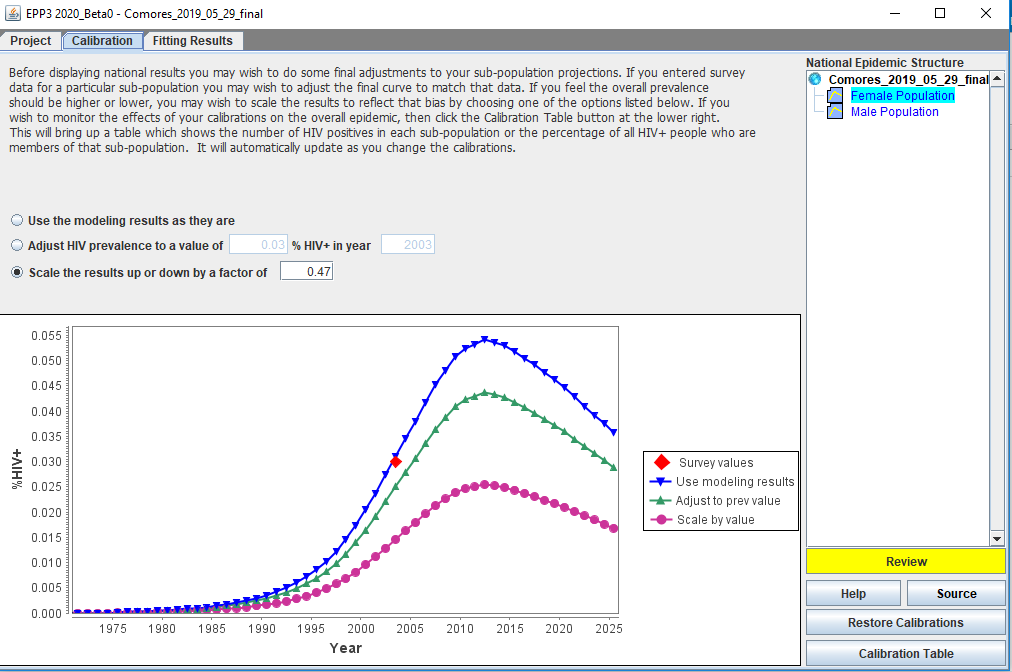 EPP3 2020_Beta0 - Comores_2019_05_29_final
Project Calibration Fitting Results
Before displaying national results you may wish to do some final adjustments to your sub-population projections. If you entered survey
data for a particular sub-population you may wish to adjust the final curve to match that data. If you feel the overall prevalence
should be higher or lower, you may wish to scale the results to reflect that bias by choosing one of the options listed below. If you
wish to monitor the effects of your calibrations on the overall epidemic, then click the Calibration Table button at the lower right.
This will bring up a table which shows the number of HIV positives in each sub-population or the percentage of all HIV+ people who are
members of that sub-population. It will automatically update as you change the calibrations.
Use the modeling results as they are
Adjust HIV prevalence to a value of 0.03 % HIV+ in year 2003
Scale the results up or down by a factor of 0.47
0.055
0.050
0.045
0.040
0.035
0.030
0.025
0.020
0.015
0.010
0.005
0.000
%HIV+
1975 1980 1985 1990 1995 2000 2005 2010 2015 2020 2025
Year
Survey values
Use modeling results
Adjust to prev value
Scale by value
National Epidemic Structure
Comores_2019_05_29_final
Female Population
Male Population
Review
Help Source
Restore Calibrations
Calibration Table